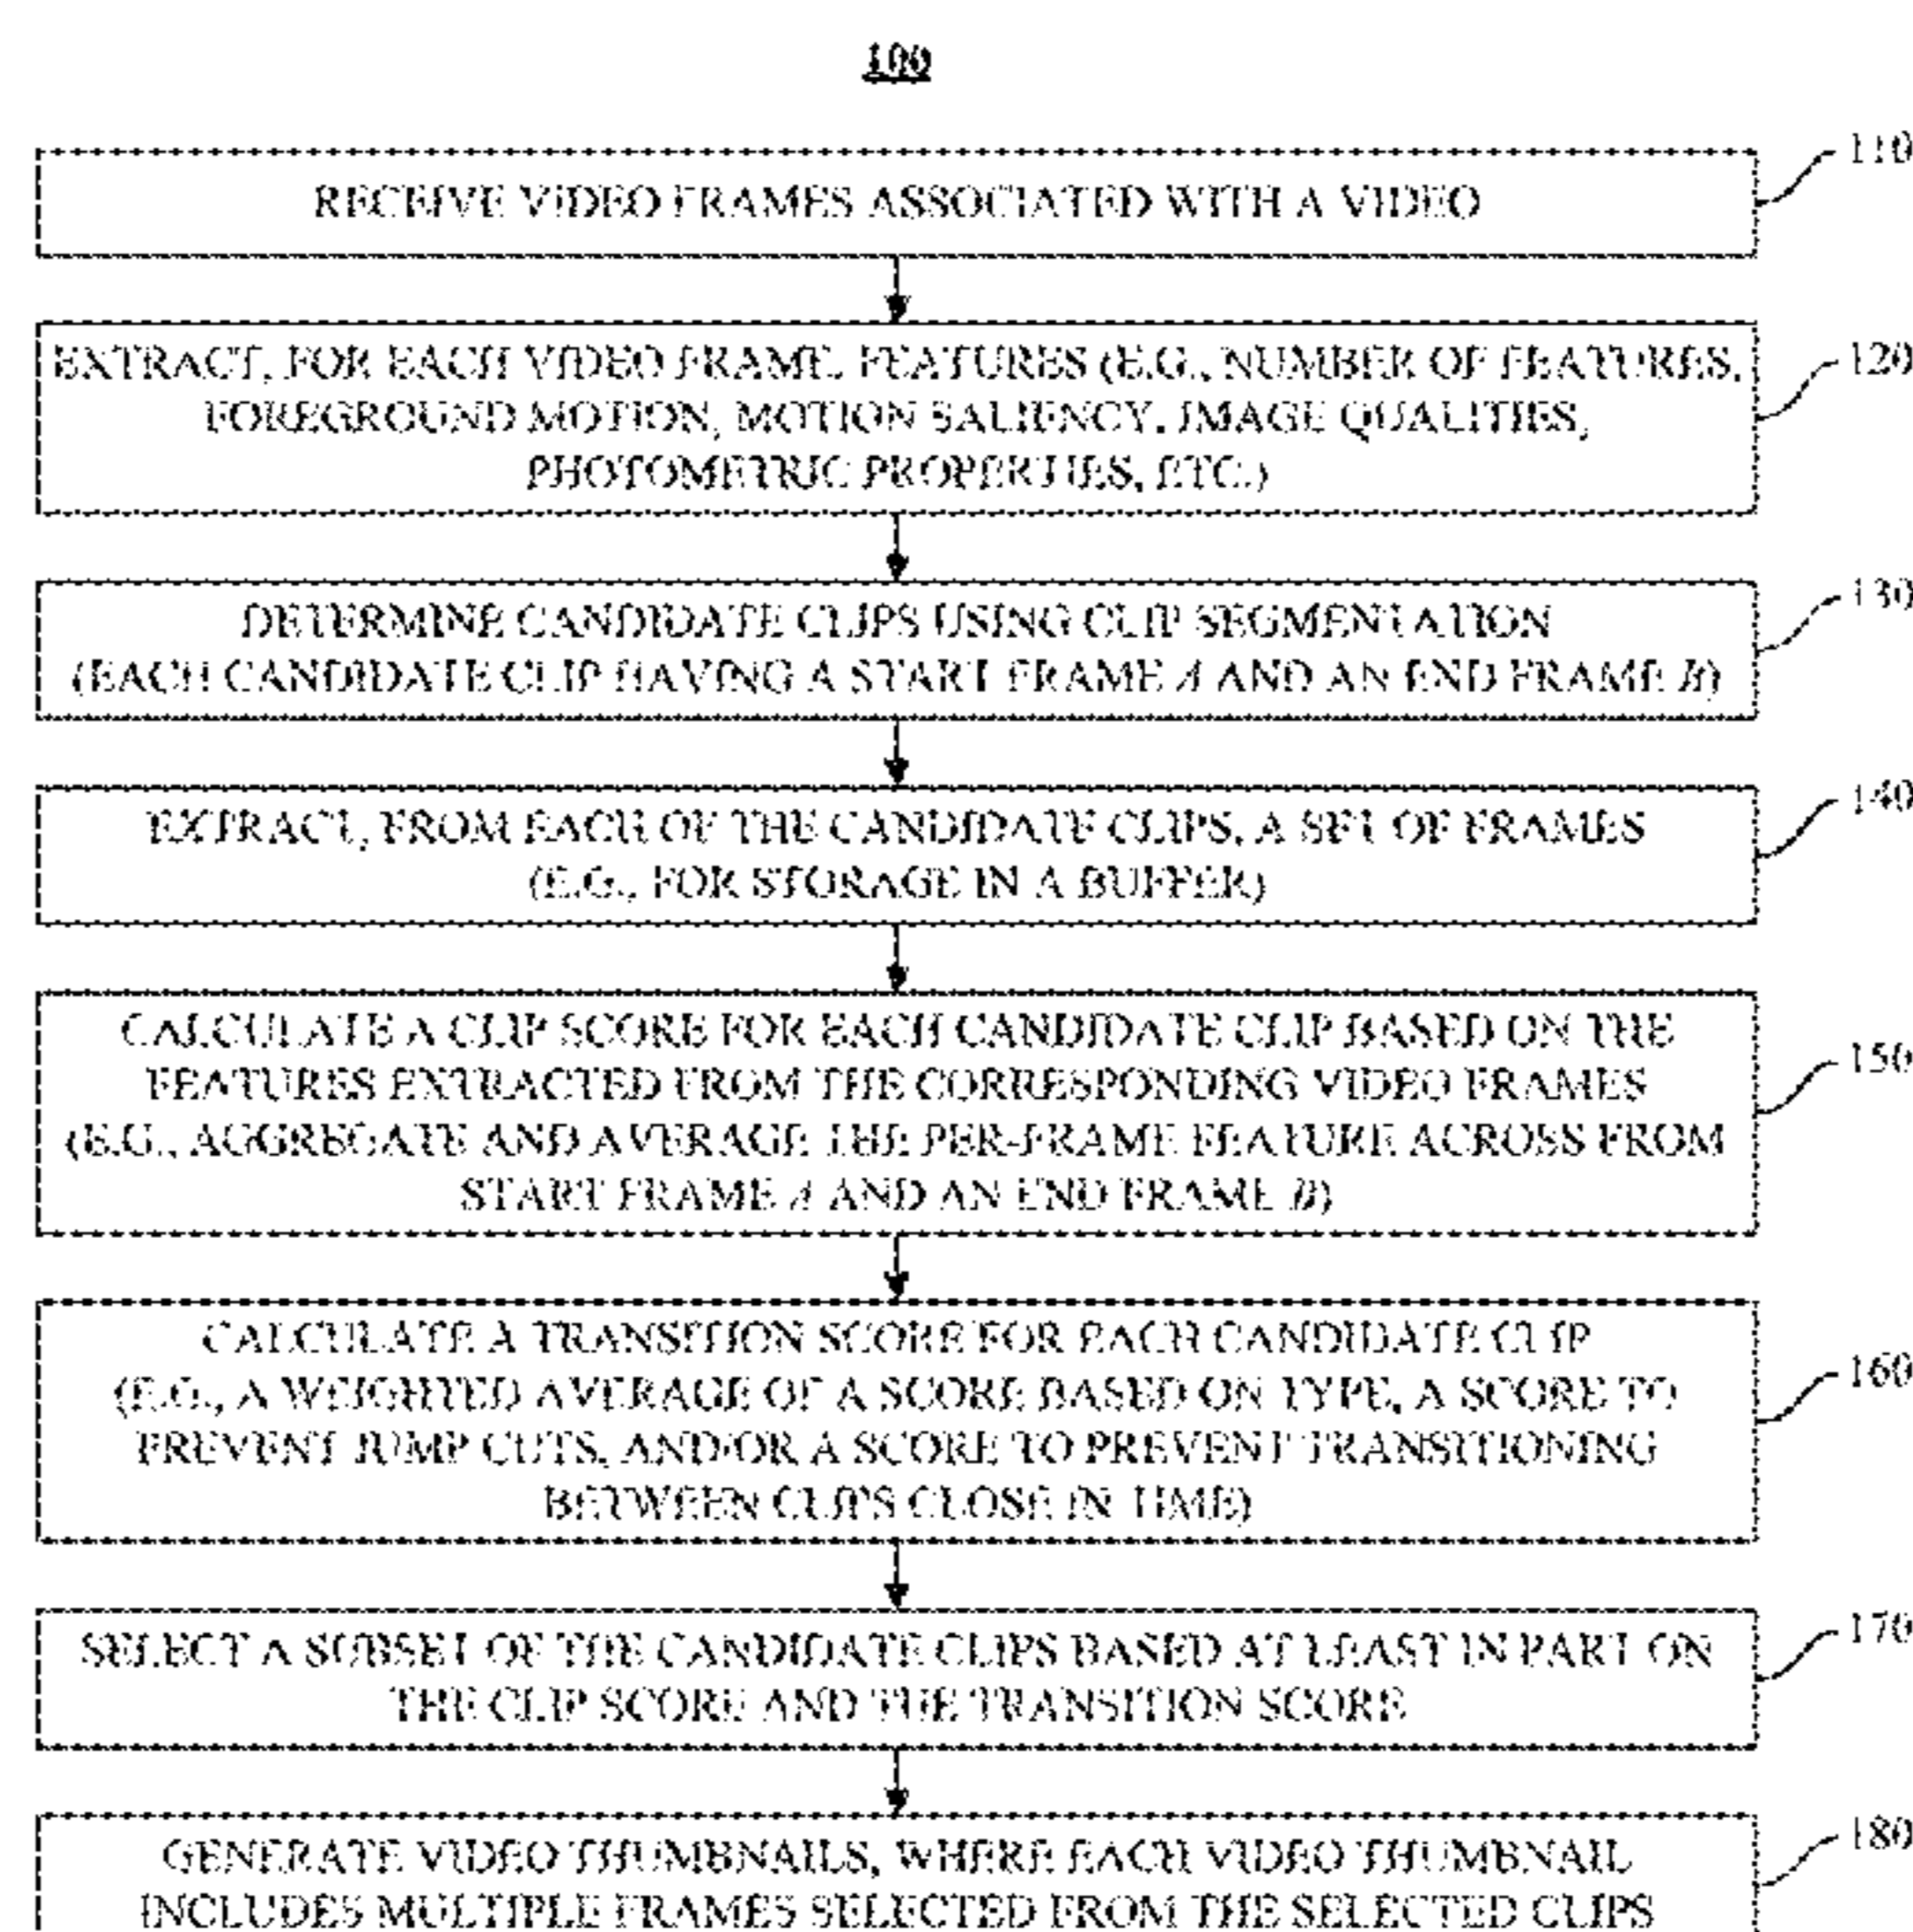 100
110
RECEIVE VIDEO FRAMES ASSOCIATED WITH A VIDEO
120
EXTRACT, FOR EACH VIDEO FRAME, FEATURES (E.G., NUMBER OF FEATURES,
FOREGROUND MOTION, MOTION SALIENCY, IMAGE QUALITIES,
PHOTOMETRIC PROPERTIES, ETC.)
130
DETERMINE CANDIDATE CLIPS USING CLIP SEGMENTATION
(EACH CANDIDATE CLIP HAVING A START FRAME A AND AN END FRAME B)
140
EXTRACT, FROM EACH OF THE CANDIDATE CLIPS, A SET OF FRAMES
(E.G., FOR STORAGE IN A BUFFER)
150
CALCULATE A CLIP SCORE FOR EACH CANDIDATE CLIP BASED ON THE
FEATURES EXTRACTED FROM THE CORRESPONDING VIDEO FRAMES
(E.G., AGGREGATE AND AVERAGE THE PER-FRAME FEATURE ACROSS FROM
START FRAME A AND AN END FRAME B)
160
CALCULATE A TRANSITION SCORE FOR EACH CANDIDATE CLIP
(E.G., A WEIGHTED AVERAGE OF A SCORE BASED ON TYPE, A SCORE TO
PREVENT JUMP CUTS, AND/OR A SCORE TO PREVENT TRANSITIONING
BETWEEN CLIPS CLOSE IN TIME)
170
SELECT A SUBSET OF THE CANDIDATE CLIPS BASED AT LEAST IN PART ON
THE CLIP SCORE AND THE TRANSITION SCORE
180
GENERATE VIDEO THUMBNAILS, WHERE EACH VIDEO THUMBNAIL
INCLUDES MULTIPLE FRAMES SELECTED FROM THE SELECTED CLIPS